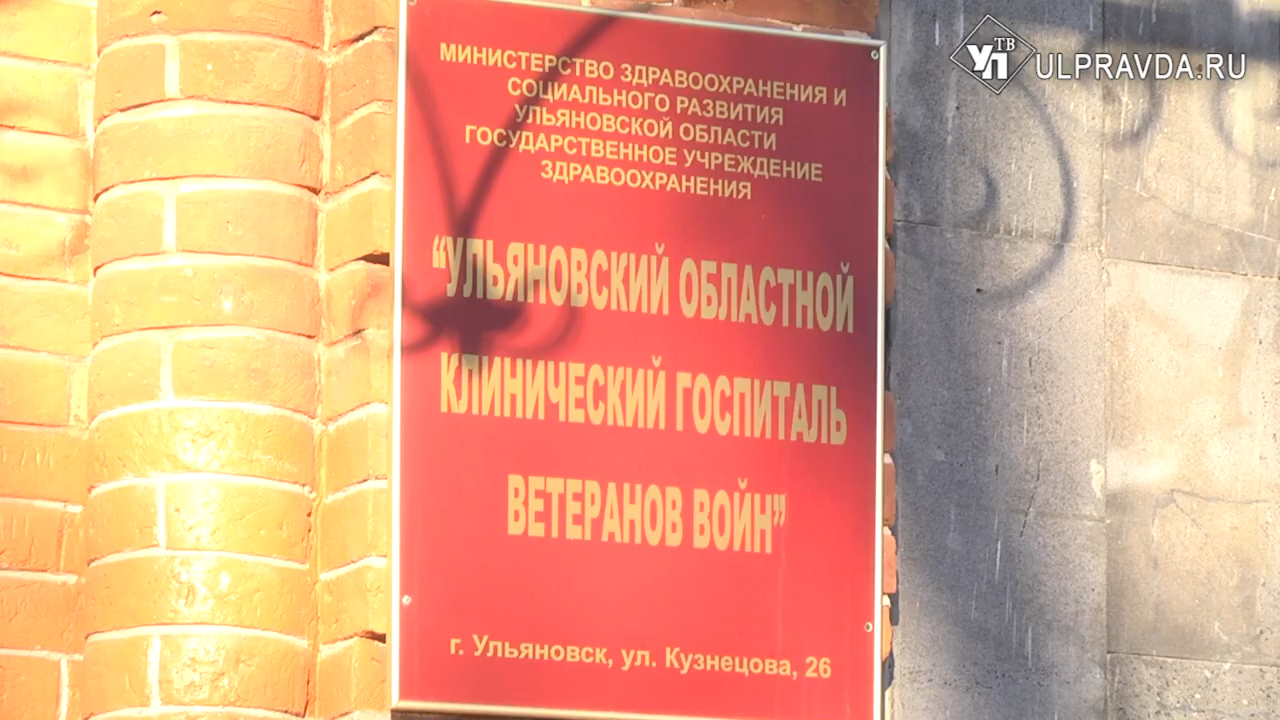 УП ТВ ULPRAVDA.RU
МИНИСТЕРСТВО ЗДРАВООХРАНЕНИЯ И
СОЦИАЛЬНОГО РАЗВИТИЯ
УЛЬЯНОВСКОЙ ОБЛАСТИ
ГОСУДАРСТВЕННОЕ УЧРЕЖДЕНИЕ
ЗДРАВООХРАНЕНИЯ
“УЛЬЯНОВСКИЙ ОБЛАСТНОЙ
КЛИНИЧЕСКИЙ ГОСПИТАЛЬ
ВЕТЕРАНОВ ВОЙН”
г. Ульяновск, ул. Кузнецова, 26